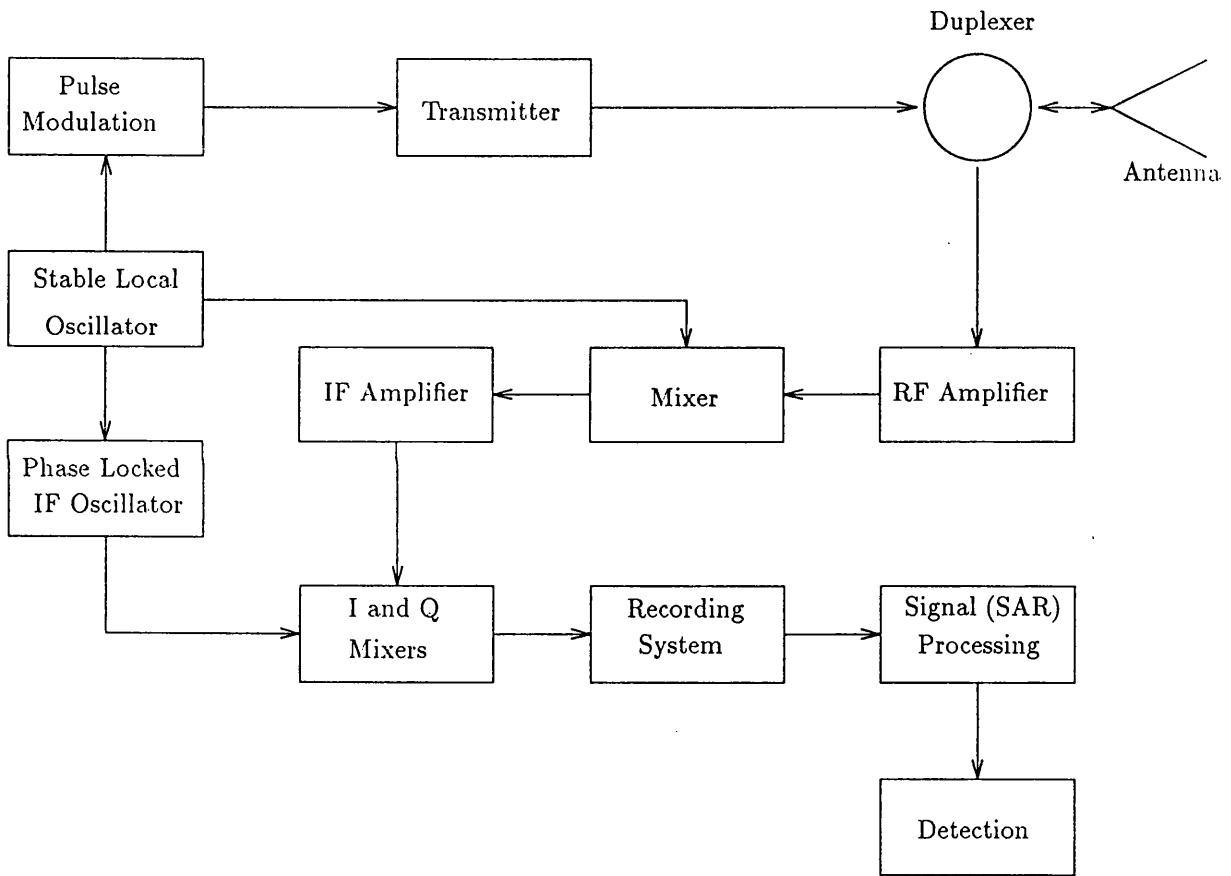 Duplexer
Pulse
Modulation
Transmitter
Antenna
Stable Local
Oscillator
IF Amplifier
Mixer
RF Amplifier
Phase Locked
IF Oscillator
I and Q
Mixers
Recording
System
Signal (SAR)
Processing
Detection